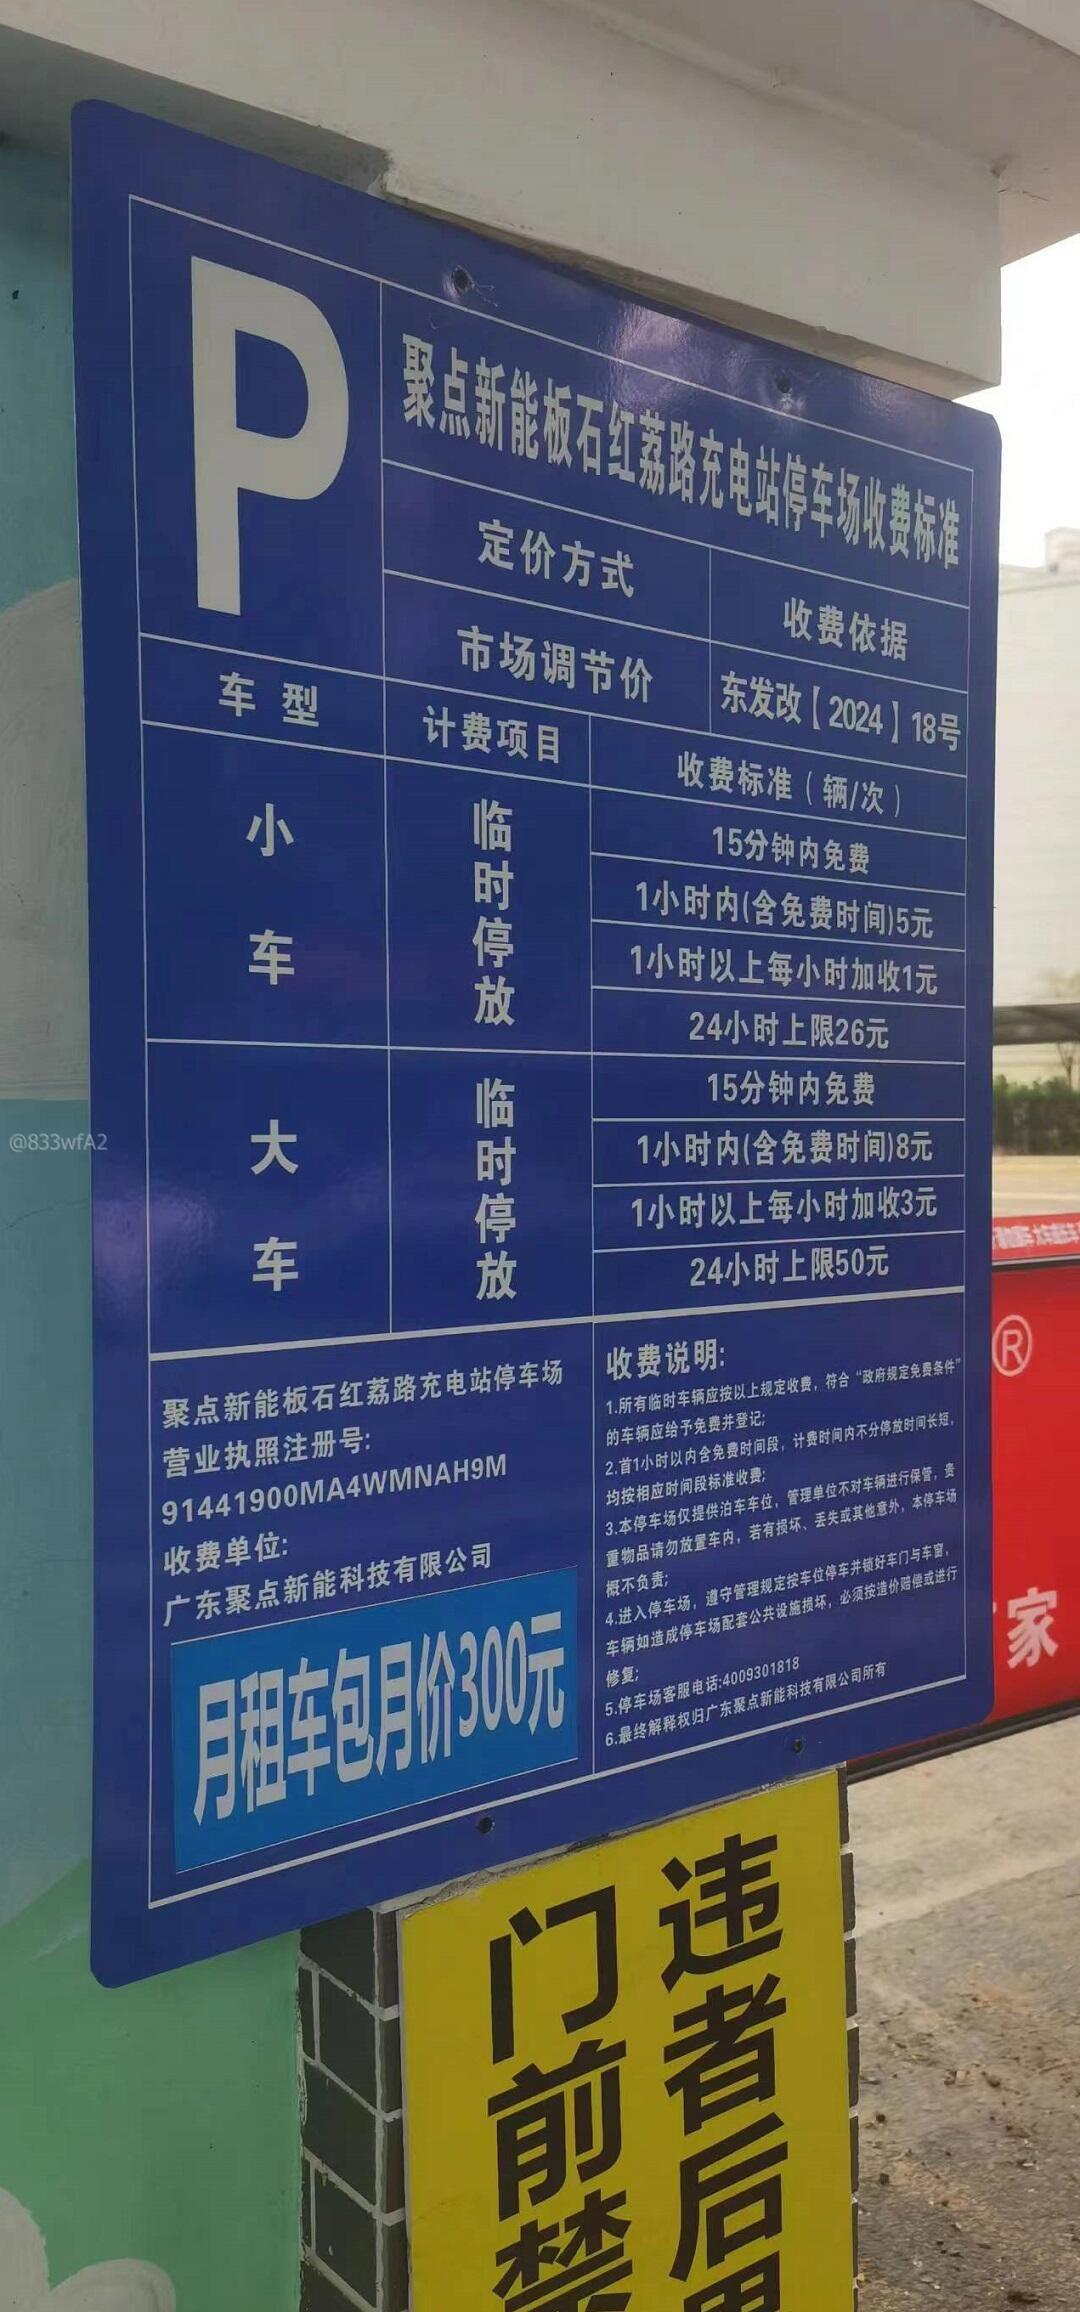 P
聚点新能板石红荔路充电站停车场收费标准
定价方式
收费依据
市场调节价
东发改【2024】18号
车型
计费项目
收费标准（辆/次）
小车
临时停放
15分钟内免费
1小时内(含免费时间)5元
1小时以上每小时加收1元
24小时上限26元
大车
临时停放
15分钟内免费
1小时内(含免费时间)8元
1小时以上每小时加收3元
24小时上限50元
聚点新能板石红荔路充电站停车场
营业执照注册号:
91441900MA4WMNAH9M
收费单位:
广东聚点新能科技有限公司
月租车包月价300元
收费说明:
1.所有临时车辆应按以上规定收费，符合“政府规定免费条件”
的车辆应给予免费并登记;
2.首1小时以内含免费时间段，计费时间内不分停放时间长短，
均按相应时间段标准收费;
3.本停车场仅提供泊车车位，管理单位不对车辆进行保管，贵
重物品请勿放置车内，若有损坏、丢失或其他意外，本停车场
概不负责;
4.进入停车场，遵守管理规定按车位停车并锁好车门与车窗，
车辆如造成停车场配套公共设施损坏，必须按造价赔偿或进行
修复;
5.停车场客服电话:4009301818
6.最终解释权归广东聚点新能科技有限公司所有
门前禁
违者后果
®
家
@833wfA2